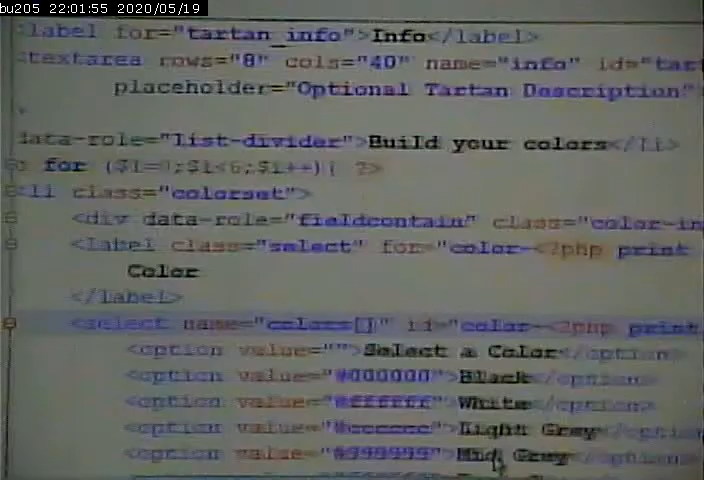 bu205 22:01:55 2020/05/19
label for="tartan_info">Info</label>
textarea rows="8" cols="40" name="info" id="tar
placeholder="Optional Tartan Description"
data-role="list-divider">Build your colors</li>
for ($i=0;$i<6;$i++){ ?>
li class="colorset">
<div data-role="fieldcontain" class="color-in
<label class="select" for="color-<?php print
Color
</label>
<select name="colors[]" id="color-<?php print
<option value="">Select a Color</option>
<option value="#000000">Black</option>
<option value="#ffffff">White</option>
<option value="#cccccc">Light Grey</option>
<option value="#999999">Mid Grey</option>